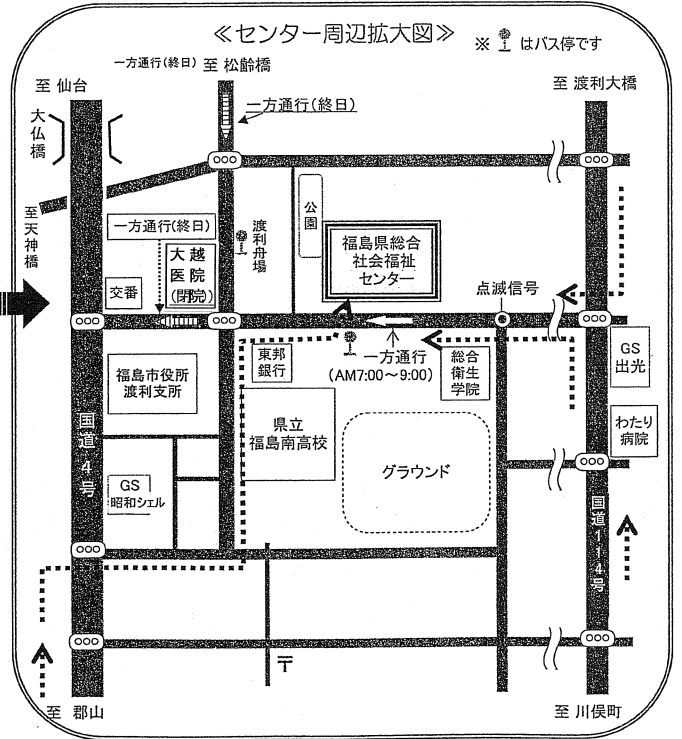 ≪センター周辺拡大図≫
※ はバス停です
至 仙台
一方通行(終日) 至 松齢橋
至 渡利大橋
大仏橋
一方通行(終日)
至天神橋
一方通行(終日)
大越
医院
(閉院)
渡利舟場
公園
福島県総合
社会福祉
センター
交番
点滅信号
東邦
銀行
一方通行
(AM7:00~9:00)
総合
衛生
学院
GS
出光
福島市役所
渡利支所
県立
福島南高校
グラウンド
わたり
病院
国道4号
GS
昭和シェル
国道114号
〒
至 郡山
至 川俣町